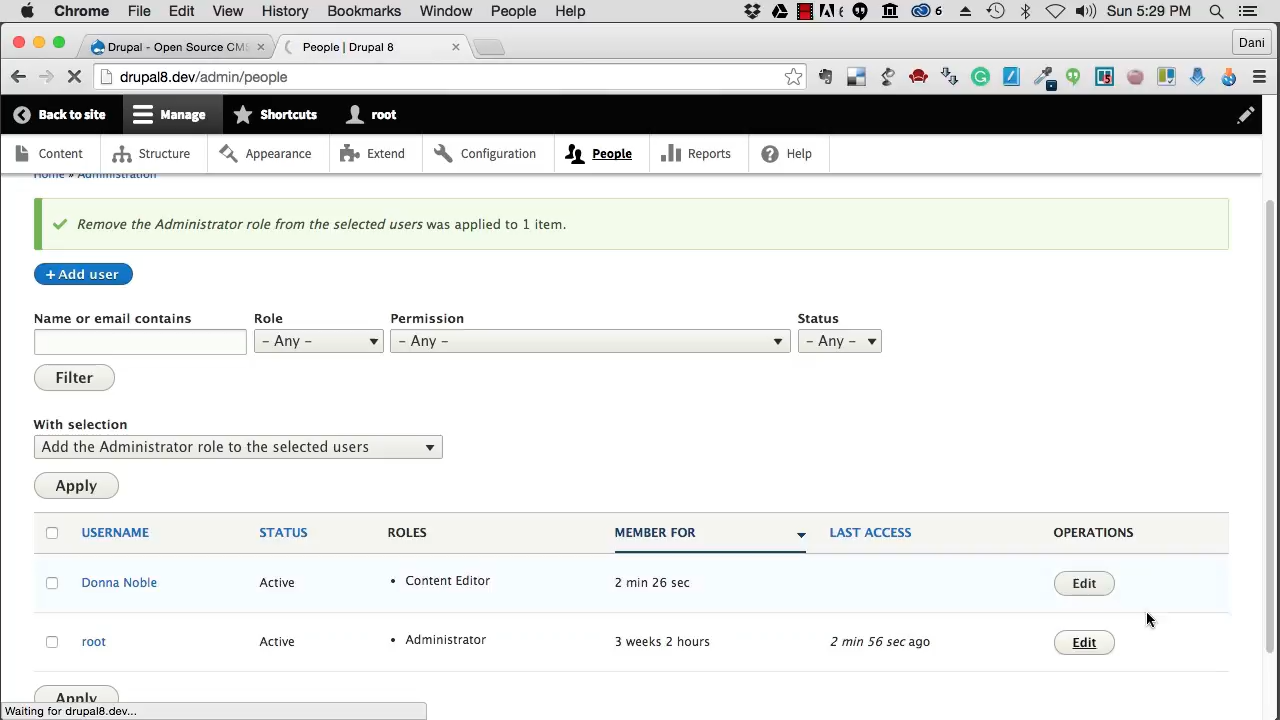 Chrome File Edit View History Bookmarks Window People Help 6 6 Sun 5:29 PM
Drupal - Open Source CMS People | Drupal 8 Dani
drupal8.dev/admin/people
Back to site Manage Shortcuts root
Content Structure Appearance Extend Configuration People Reports Help
Home » Administration
Remove the Administrator role from the selected users was applied to 1 item.
+ Add user
Name or email contains Role Permission Status
– Any – – Any – – Any –
Filter
With selection
Add the Administrator role to the selected users
Apply
USERNAME STATUS ROLES MEMBER FOR LAST ACCESS OPERATIONS
Donna Noble Active • Content Editor 2 min 26 sec Edit
root Active • Administrator 3 weeks 2 hours 2 min 56 sec ago Edit
Apply
Waiting for drupal8.dev...